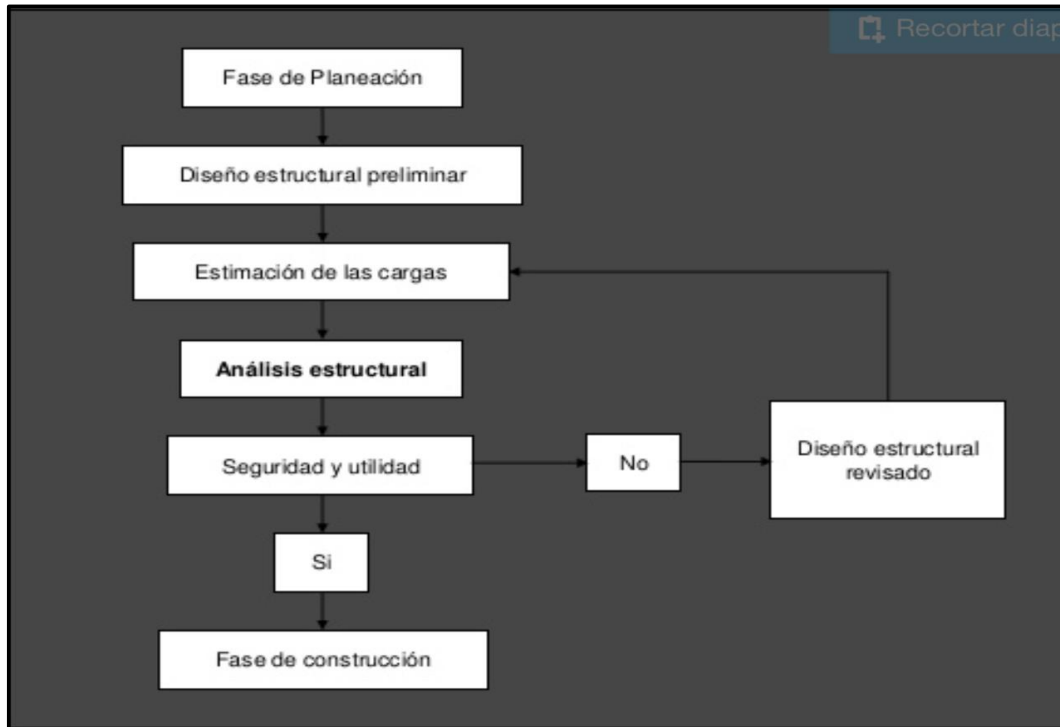 Recortar
Fase de Planeación
Diseño estructural preliminar
Estimación de las cargas
Análisis estructural
Seguridad y utilidad
No
Diseño estructural
revisado
Si
Fase de construcción